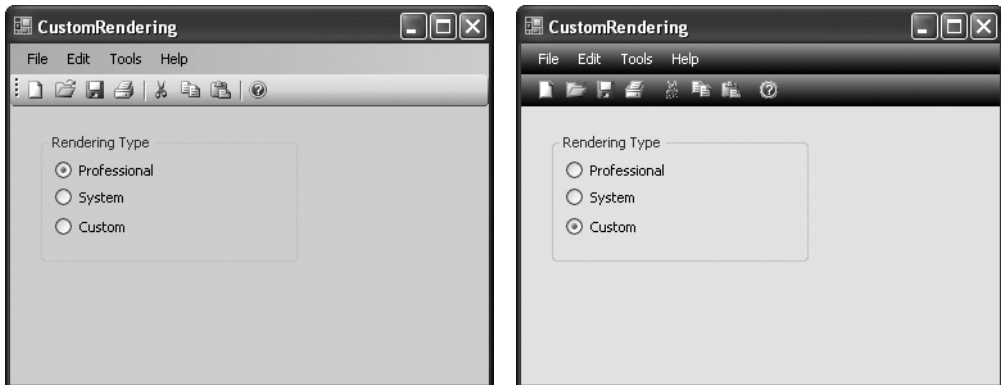 CustomRendering
File Edit Tools Help
Rendering Type
Professional
System
Custom
CustomRendering
File Edit Tools Help
Rendering Type
Professional
System
Custom